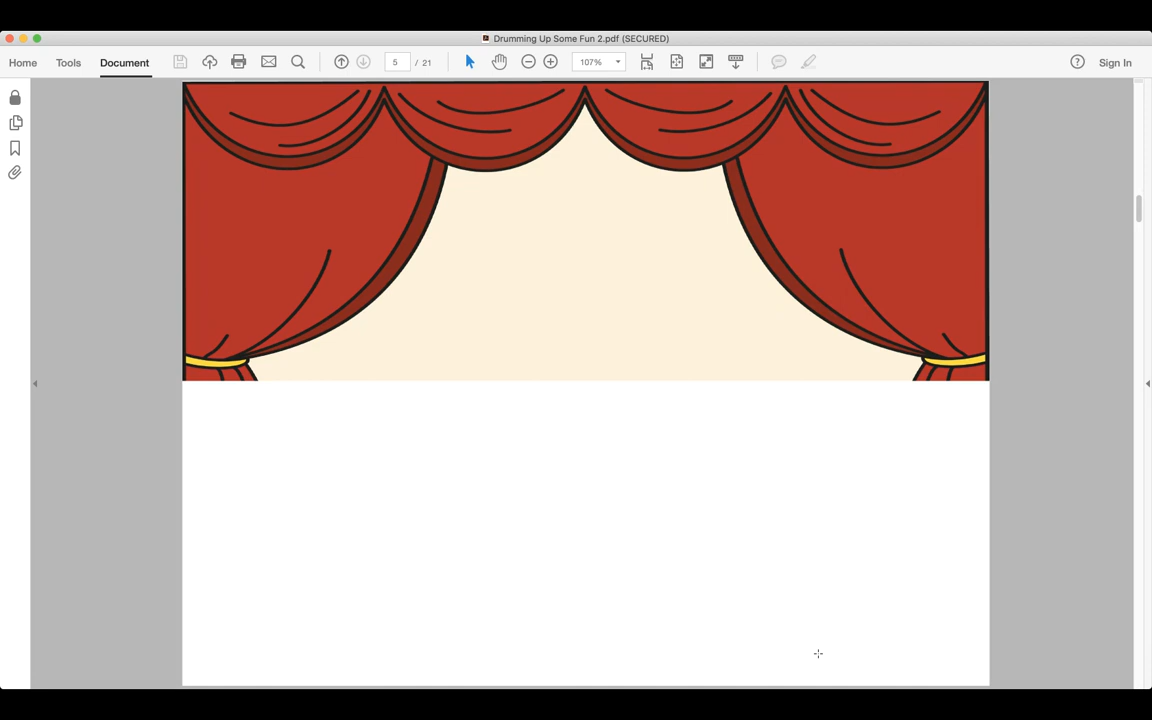 Drumming Up Some Fun 2.pdf (SECURED)
Home Tools Document 5 / 21 107% Sign In